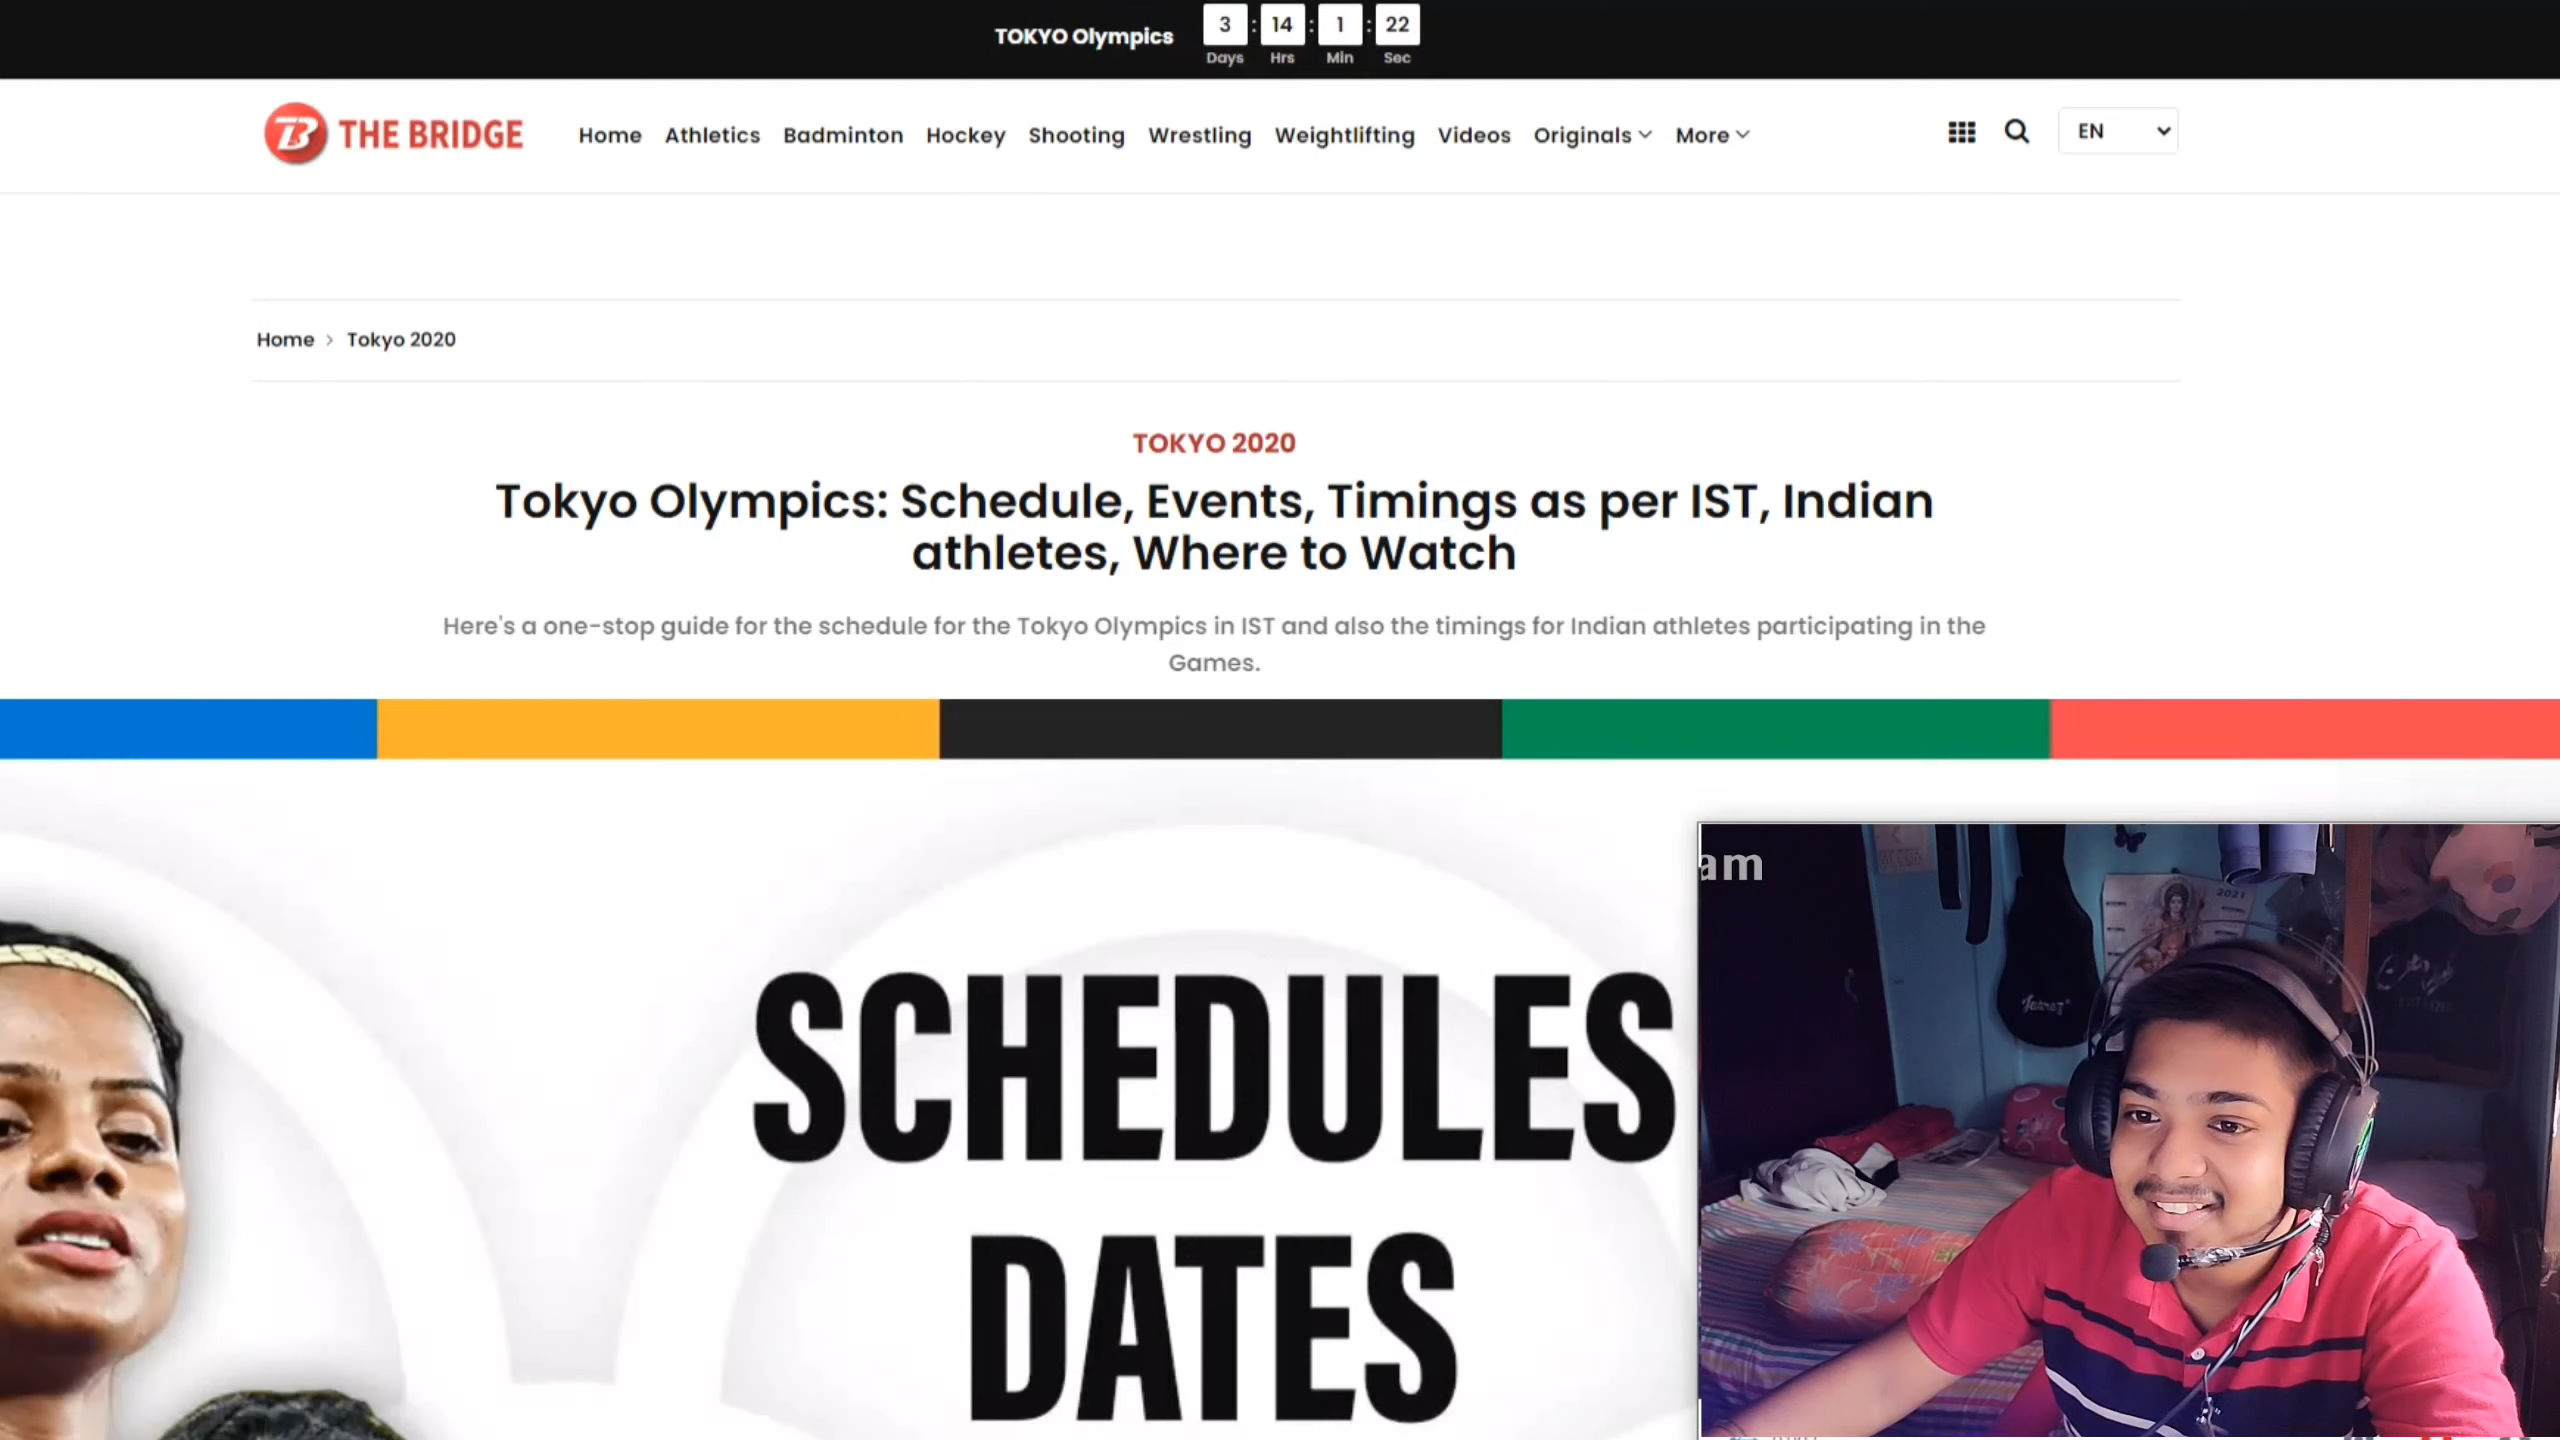 TOKYO Olympics
3 : 14 : 1 : 22
Days Hrs Min Sec
THE BRIDGE
Home Athletics Badminton Hockey Shooting Wrestling Weightlifting Videos Originals More
EN
Home > Tokyo 2020
TOKYO 2020
Tokyo Olympics: Schedule, Events, Timings as per IST, Indian
athletes, Where to Watch
Here's a one-stop guide for the schedule for the Tokyo Olympics in IST and also the timings for Indian athletes participating in the
Games.
SCHEDULES
DATES
am
2021